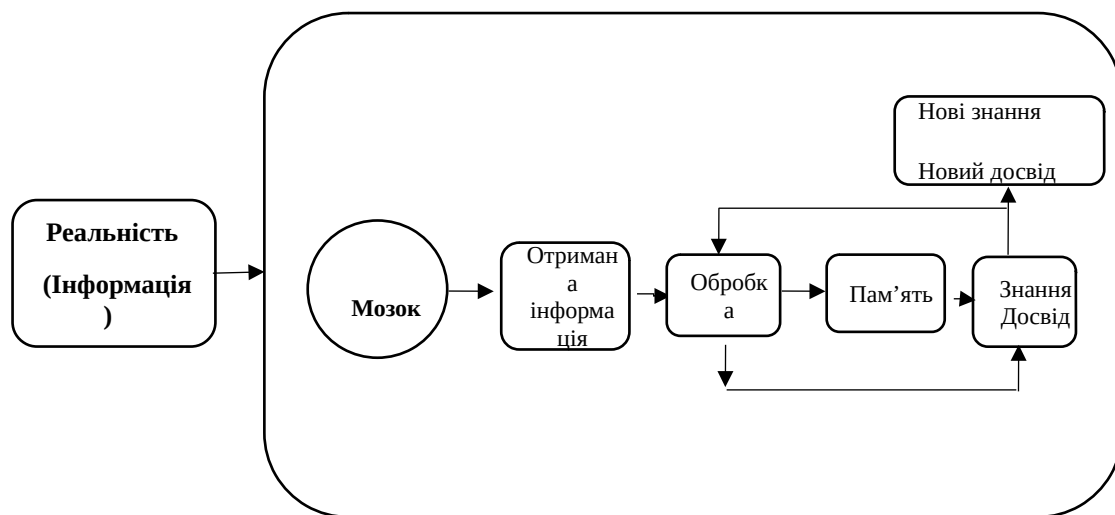 Нові знання
Новий досвід
Реальність
(Інформація
)
Мозок
Отриман
а
інформа
ція
Обробк
а
Пам’ять
Знання
Досвід